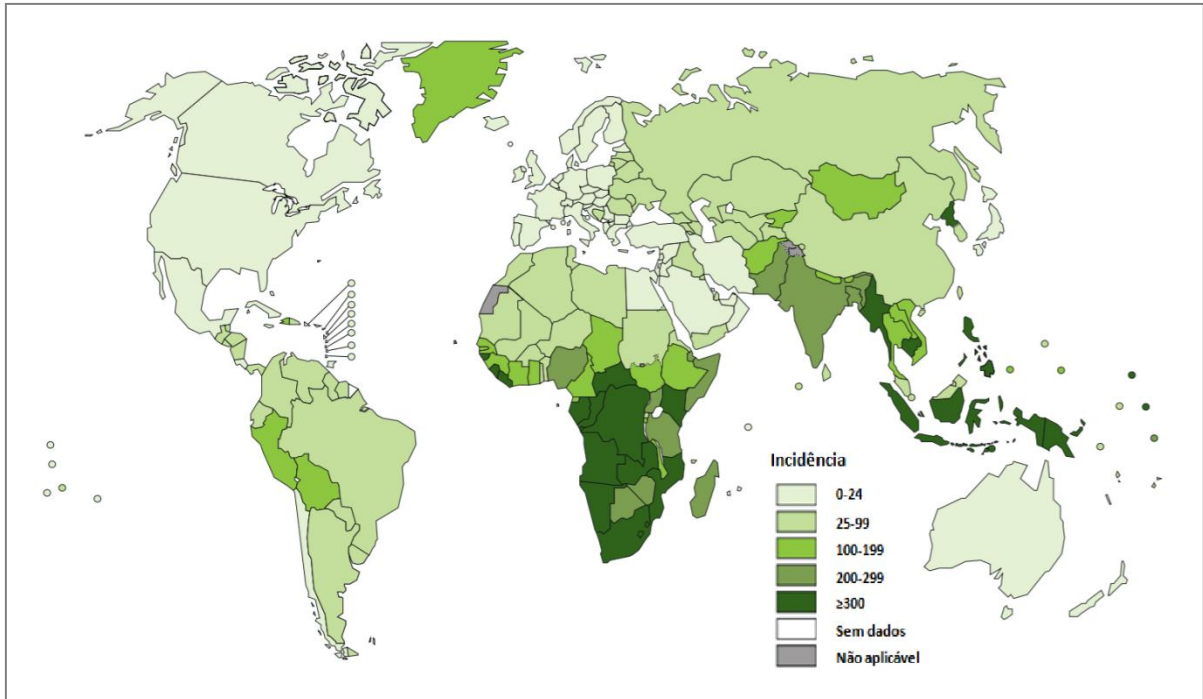 Incidência
0-24
25-99
100-199
200-299
≥300
Sem dados
Não aplicável